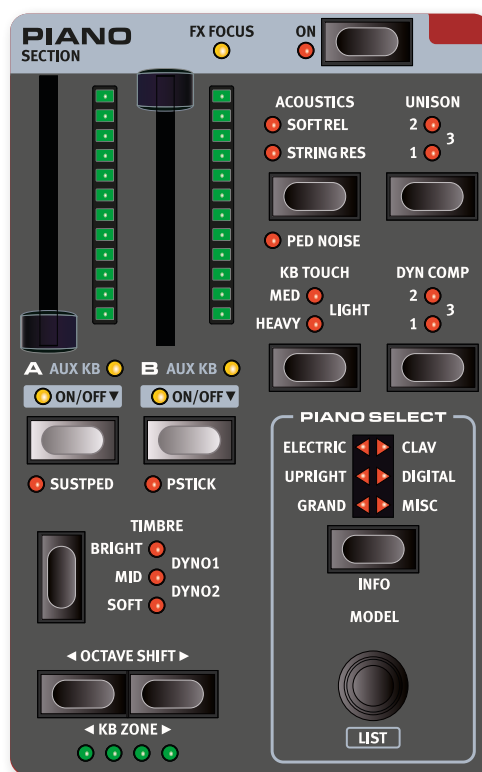 PIANO
SECTION
FX FOCUS
ON
ACOUSTICS
SOFT REL
STRING RES
PED NOISE
UNISON
2
3
1
KB TOUCH
MED
LIGHT
HEAVY
DYN COMP
2
3
1
A AUX KB
B AUX KB
ON/OFF ▼
ON/OFF ▼
SUSTPED
PSTICK
TIMBRE
BRIGHT
DYNO1
MID
DYNO2
SOFT
◄ OCTAVE SHIFT ►
◄ KB ZONE ►
PIANO SELECT
ELECTRIC
CLAV
UPRIGHT
DIGITAL
GRAND
MISC
INFO
MODEL
LIST